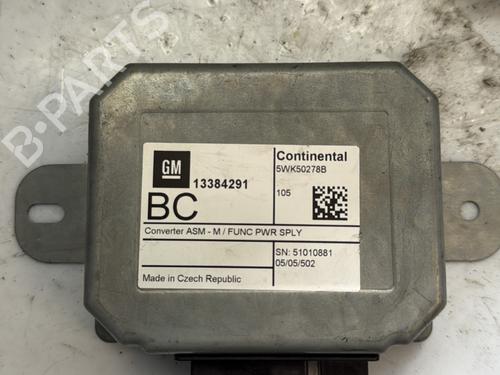 B-PARTS
GM
13384291
BC
Continental
5WK50278B
105
Converter ASM - M / FUNC PWR SPLY
SN: 51010881
05/05/502
Made in Czech Republic